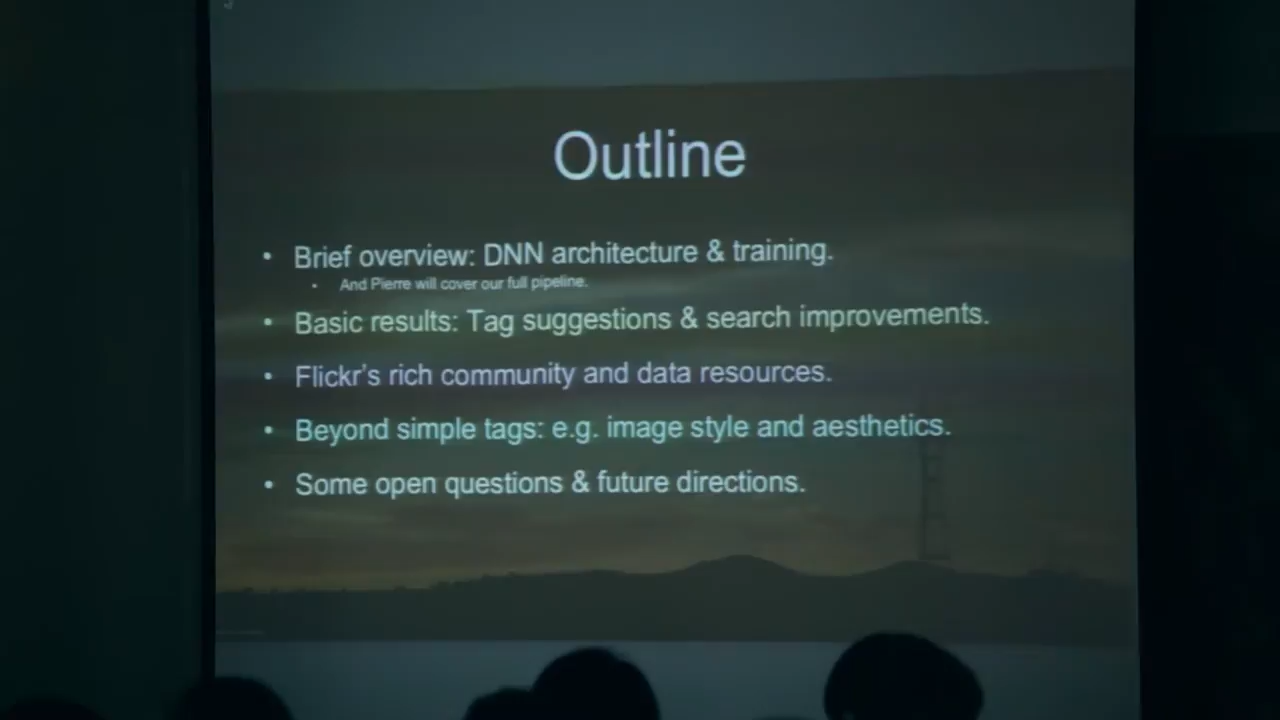 Outline
• Brief overview: DNN architecture & training.
• And Pierre will cover our full pipeline.
• Basic results: Tag suggestions & search improvements.
• Flickr's rich community and data resources.
• Beyond simple tags: e.g. image style and aesthetics.
• Some open questions & future directions.